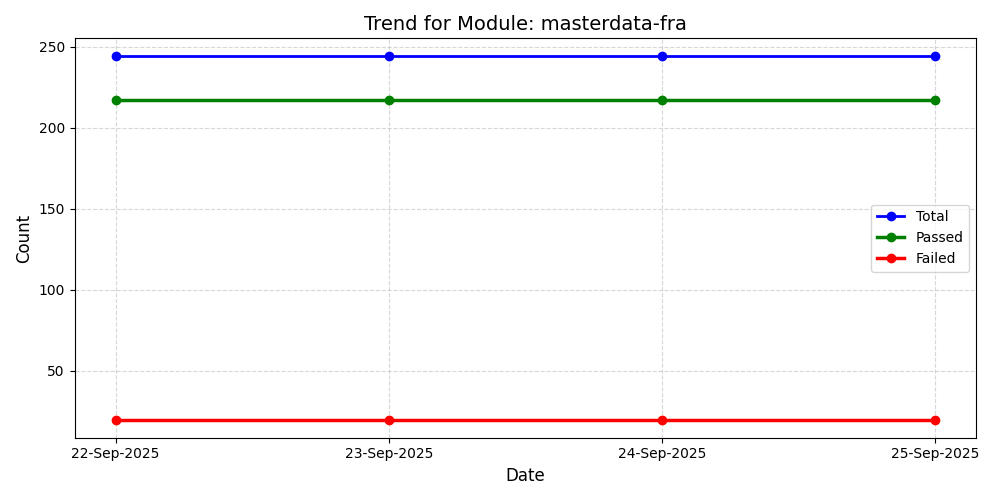 Trend for Module: masterdata-fra
250
200
150
100
50
Count
Total
Passed
Failed
22-Sep-2025 23-Sep-2025 24-Sep-2025 25-Sep-2025
Date